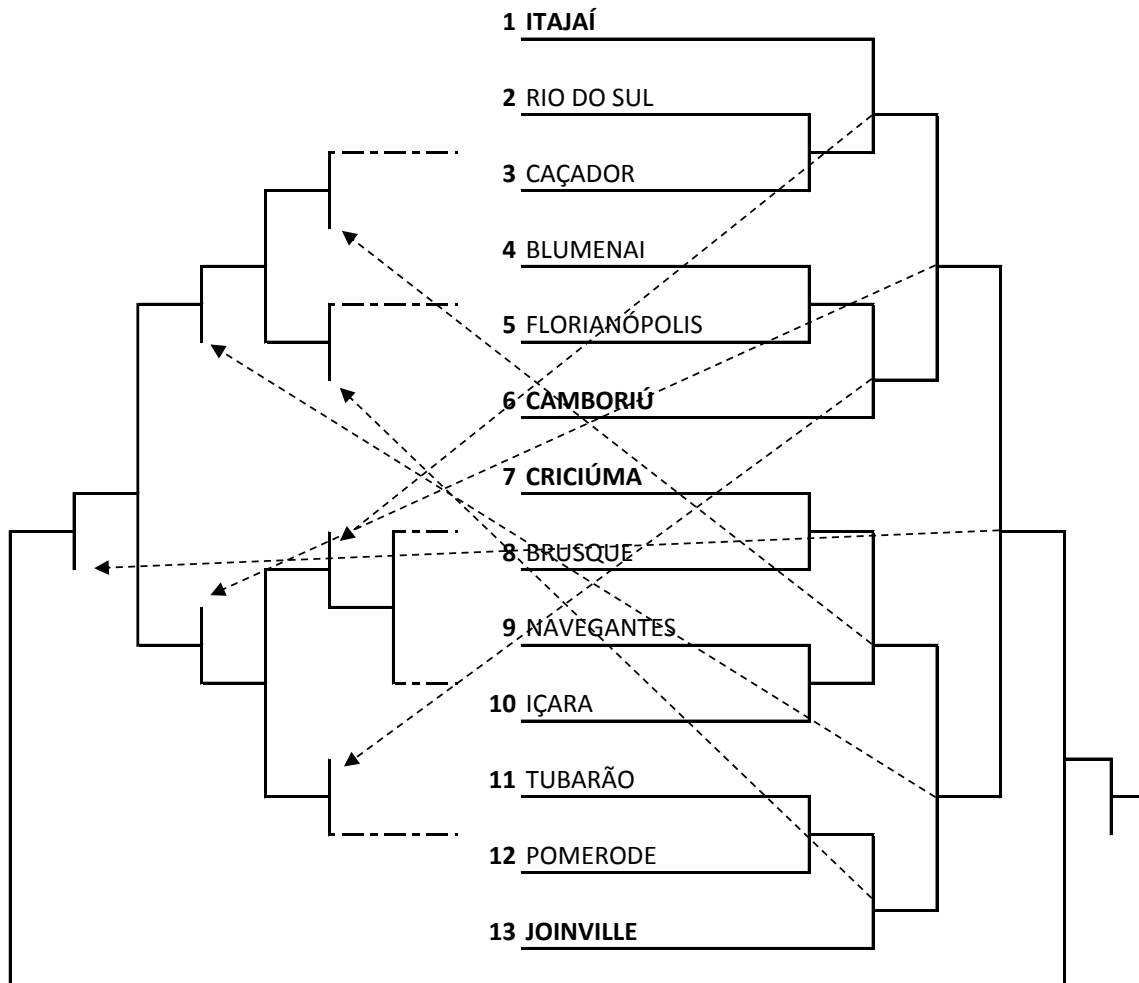 1 ITAJAÍ
2 RIO DO SUL
3 CAÇADOR
4 BLUMENAI
5 FLORIANÓPOLIS
6 CAMBORIÚ
7 CRICIÚMA
8 BRUSQUE
9 NAVEGANTES
10 IÇARA
11 TUBARÃO
12 POMERODE
13 JOINVILLE